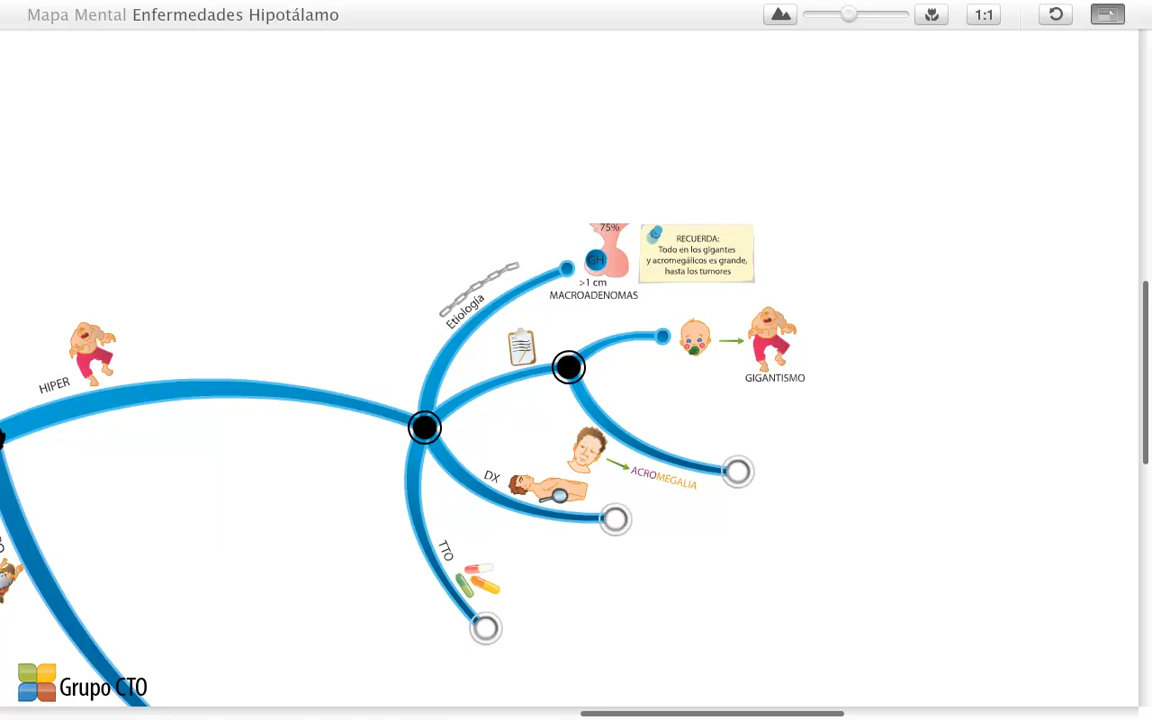 Mapa Mental Enfermedades Hipotálamo
1:1
75%
GH
>1 cm
MACROADENOMAS
RECUERDA:
Todo en los gigantes
y acromegálicos es grande,
hasta los tumores
Etiología
HIPER
GIGANTISMO
ACROMEGALIA
DX
TTO
Grupo CTO